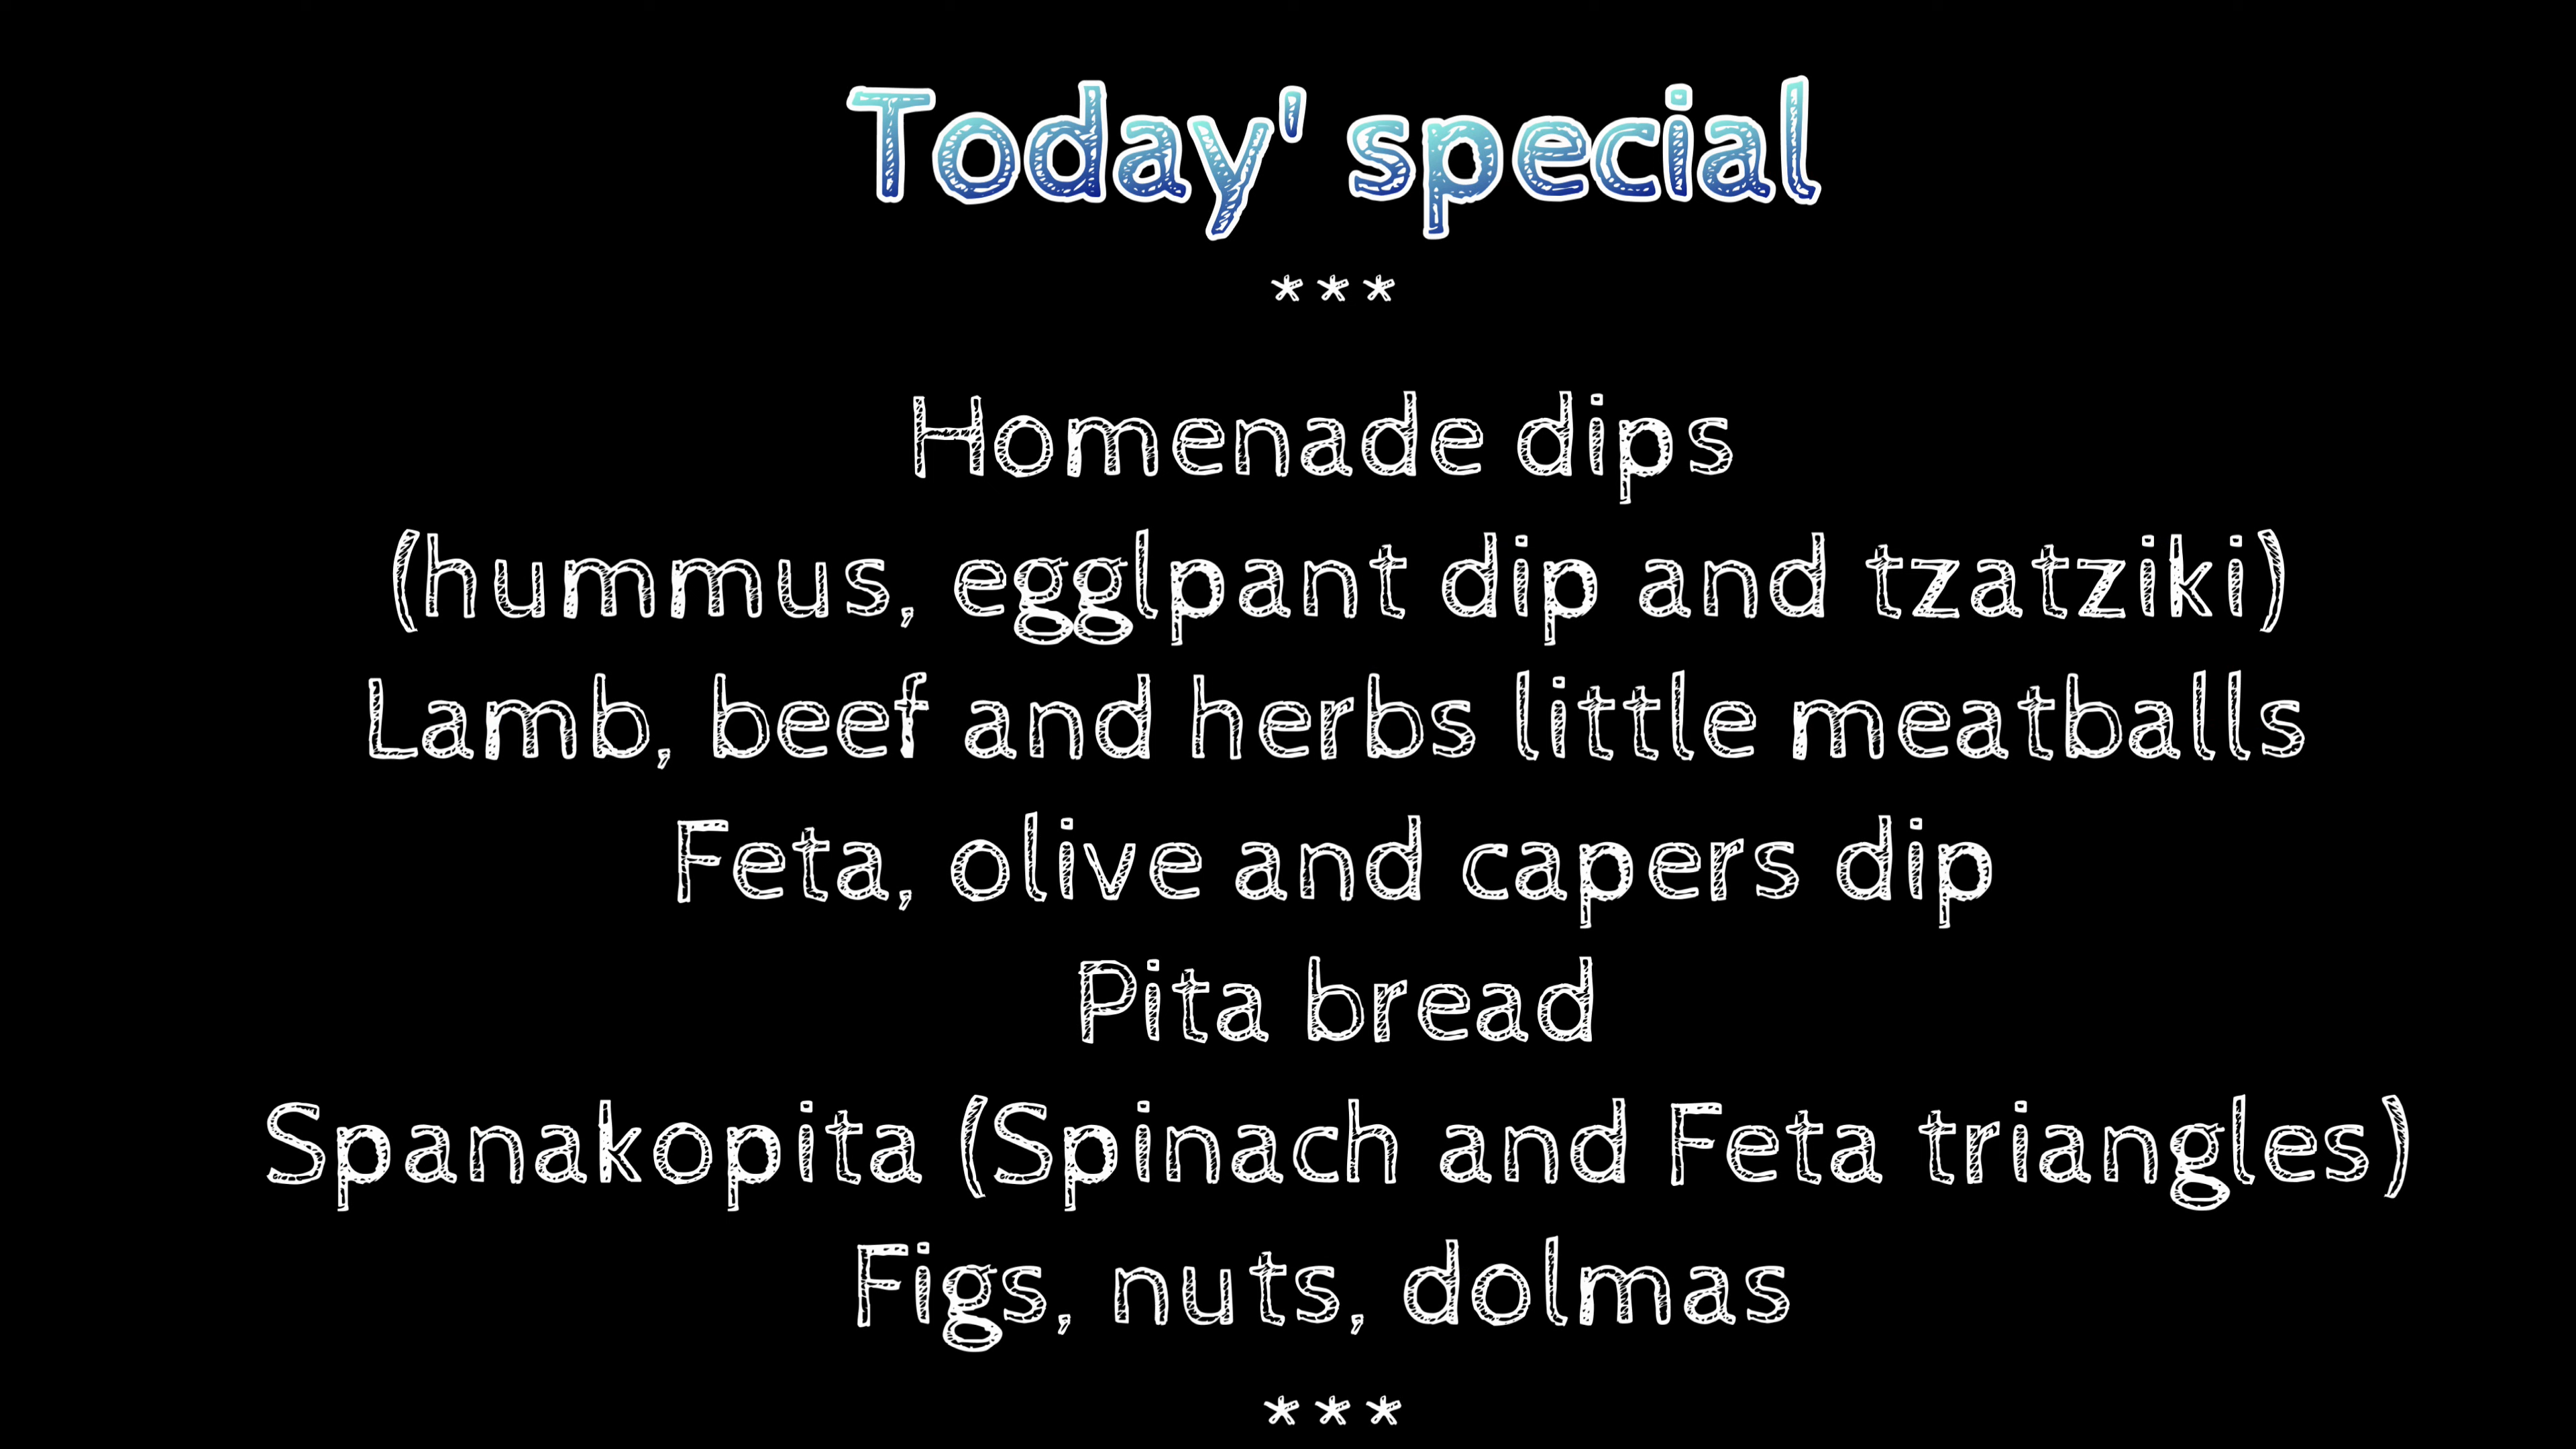 Today' special
***
Homenade dips
(hummus, egglpant dip and tzatziki)
Lamb, beef and herbs little meatballs
Feta, olive and capers dip
Pita bread
Spanakopita (Spinach and Feta triangles)
Figs, nuts, dolmas
***